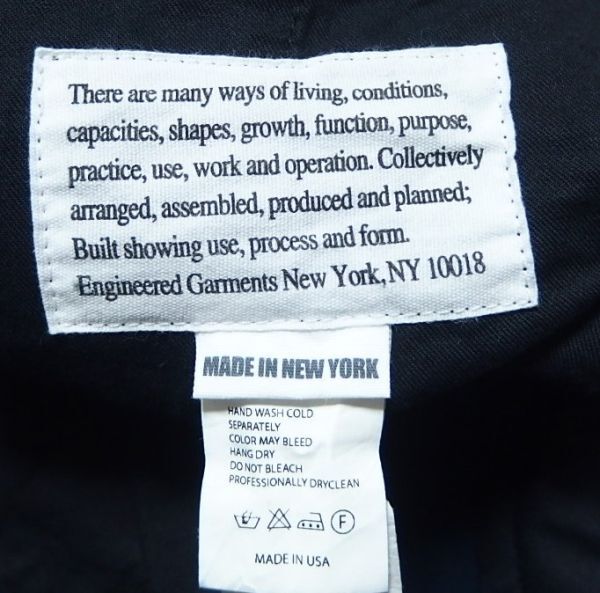 There are many ways of living, conditions,
capacities, shapes, growth, function, purpose,
practice, use, work and operation. Collectively
arranged, assembled, produced and planned;
Built showing use, process and form.
Engineered Garments New York, NY 10018
MADE IN NEW YORK
HAND WASH COLD
SEPARATELY
COLOR MAY BLEED
HANG DRY
DO NOT BLEACH
PROFESSIONALLY DRYCLEAN
F
MADE IN USA